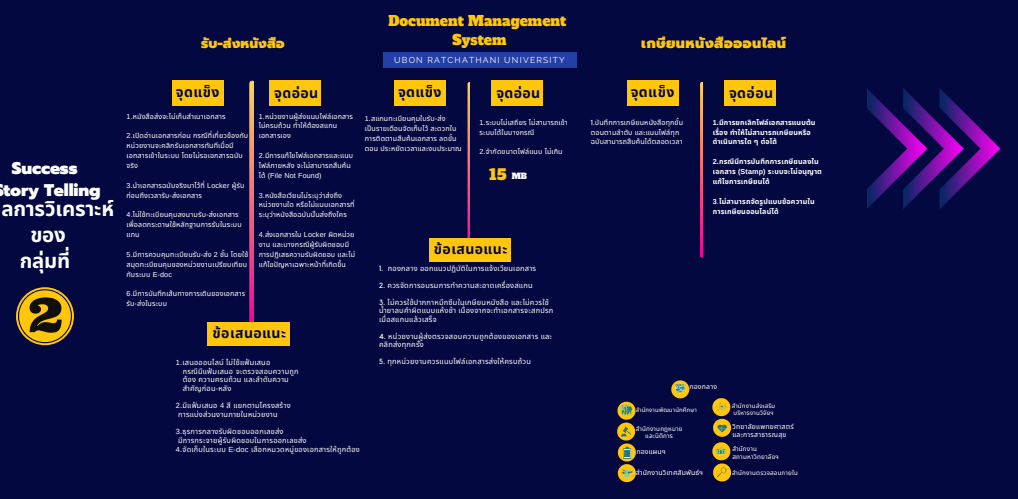 Document Management
System
UBON RATCHATHANI UNIVERSITY
Success
Story Telling
ลการวิเคราะห์
ของ
กลุ่มที่
2
รับ-ส่งหนังสือ
จุดแข็ง
1.หนังสือส่งจะไม่เก็บสำเนาเอกสาร
2.เปิดอ่านเอกสารก่อน กรณีที่เกี่ยวข้องกับ
หน่วยงานจะคลิกรับเอกสารทันทีเมื่อมี
เอกสารเข้าในระบบ โดยไม่รอเอกสารฉบับ
จริง
3.นำเอกสารฉบับจริงมาไว้ที่ Locker ผู้รับ
ก่อนถึงเวลารับ-ส่งเอกสาร
4.ไม่ใช้ทะเบียนคุมลงนามรับ-ส่งเอกสาร
เพื่อลดกระดาษใช้หลักฐานการรับในระบบ
แทน
5.มีการควบคุมทะเบียนรับ-ส่ง 2 ชั้น โดยใช้
สมุดทะเบียนคุมของหน่วยงานเปรียบเทียบ
กับระบบ E-doc
6.มีการบันทึกเส้นทางการเดินของเอกสาร
รับ-ส่งในระบบ
จุดอ่อน
1.หน่วยงานผู้ส่งแนบไฟล์เอกสาร
ไม่ครบถ้วน ทำให้ต้องสแกน
เอกสารเอง
2.มีการแก้ไขไฟล์เอกสารและแนบ
ไฟล์ภายหลัง จะไม่สามารถสืบค้น
ได้ (File Not Found)
3.หนังสือเวียนไม่ระบุว่าส่งถึง
หน่วยงานใด หรือไม่แนบเอกสารที่
ระบุว่าหนังสือฉบับนั้นส่งถึงใคร
4.ส่งเอกสารใน Locker ผิดหน่วย
งาน และบางกรณีผู้รับผิดชอบมี
การปฏิเสธความรับผิดชอบ และไม่
แก้ไขปัญหาเฉพาะหน้าที่เกิดขึ้น
ข้อเสนอแนะ
1.เสนอออนไลน์ ไม่ใช้แฟ้มเสนอ
กรณีมีแฟ้มเสนอ จะตรวจสอบความถูก
ต้อง ความครบถ้วน และลำดับความ
สำคัญก่อน-หลัง
2.มีแฟ้มเสนอ 4 สี แยกตามโครงสร้าง
การแบ่งส่วนงานภายในหน่วยงาน
3.ธุรการกลางรับผิดชอบออกเลขส่ง
มีการกระจายผู้รับผิดชอบในการออกเลขส่ง
4.จัดเก็บในระบบ E-doc เลือกหมวดหมู่ของเอกสารให้ถูกต้อง
จุดแข็ง
1.สแกนทะเบียนคุมใบรับ-ส่ง
เป็นรายเดือนจัดเก็บไว้ สะดวกใน
การติดตามสืบค้นเอกสาร ลดขั้น
ตอน ประหยัดเวลาและงบประมาณ
จุดอ่อน
1.ระบบไม่เสถียร ไม่สามารถเข้า
ระบบได้ในบางกรณี
2.จำกัดขนาดไฟล์แนบ ไม่เกิน
15 MB
ข้อเสนอแนะ
1. กองกลาง ออกแนวปฏิบัติในการแจ้งเวียนเอกสาร
2. ควรจัดการอบรมการทำความสะอาดเครื่องสแกน
3. ไม่ควรใช้ปากกาหมึกซึมในเกษียนหนังสือ และไม่ควรใช้
น้ำยาลบคำผิดแบบแห้งช้า เนื่องจากจะทำเอกสารจะสกปรก
เมื่อสแกนแล้วเสร็จ
4. หน่วยงานผู้ส่งตรวจสอบความถูกต้องของเอกสาร และ
คลิกส่งทุกครั้ง
5. ทุกหน่วยงานควรแนบไฟล์เอกสารส่งให้ครบถ้วน
เกษียนหนังสือออนไลน์
จุดแข็ง
1.บันทึกการเกษียนหนังสือทุกขั้น
ตอนตามลำดับ และแนบไฟล์ทุก
ฉบับสามารถสืบค้นได้ตลอดเวลา
จุดอ่อน
1.มีการยกเลิกไฟล์เอกสารแนบต้น
เรื่อง ทำให้ไม่สามารถเกษียนหรือ
ดำเนินการใด ๆ ต่อได้
2.กรณีมีการบันทึกการเกษียนลงใน
เอกสาร (Stamp) ระบบจะไม่อนุญาต
แก้ไขการเกษียนได้
3.ไม่สามารถจัดรูปแบบข้อความใน
การเกษียนออนไลน์ได้
กองกลาง
สำนักงานพัฒนานักศึกษา
สำนักงานกฎหมาย
และนิติการ
กองแผนฯ
สำนักงานวิเทศสัมพันธ์ฯ
สำนักงานส่งเสริม
บริหารงานวิจัยฯ
วิทยาลัยแพทยศาสตร์
และการสาธารณสุข
สำนักงาน
สภามหาวิทยาลัยฯ
สำนักงานตรวจสอบภายใน